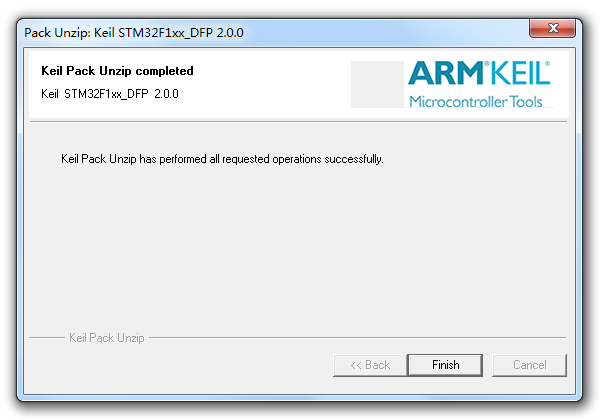 Pack Unzip: Keil STM32F1xx_DFP 2.0.0
Keil Pack Unzip completed
Keil STM32F1xx_DFP 2.0.0
ARM®KEIL®
Microcontroller Tools
Keil Pack Unzip has performed all requested operations successfully.
Keil Pack Unzip
<< Back
Finish
Cancel